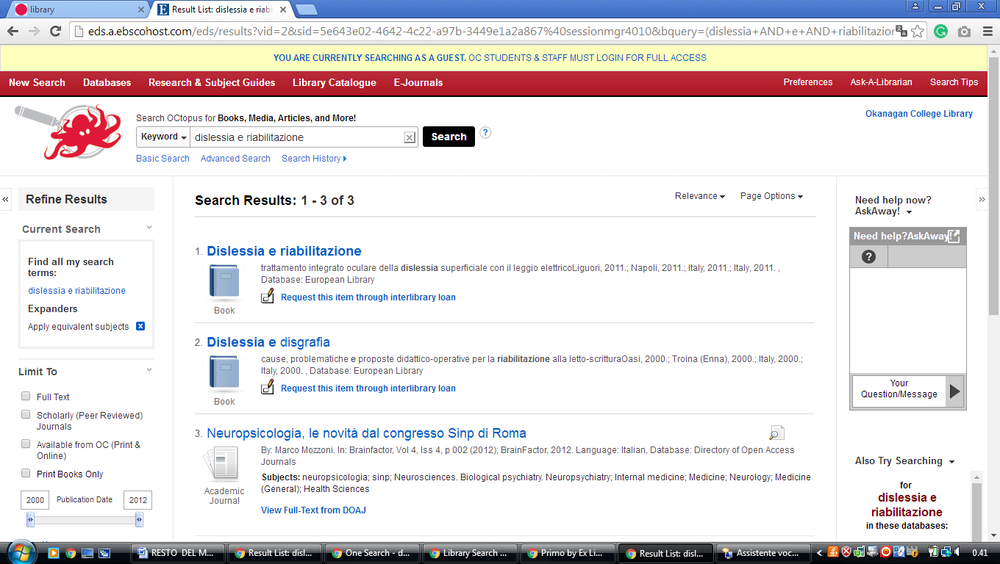 library
Result List: dislessia e riabi
eds.a.ebscohost.com/eds/results?vid=2&sid=5e643e02-4642-4c22-a97b-3449e1a2a867%40sessionmgr4010&bquery=(dislessia+AND+e+AND+riabilitazion
YOU ARE CURRENTLY SEARCHING AS A GUEST. OC STUDENTS & STAFF MUST LOGIN FOR FULL ACCESS
New Search Databases Research & Subject Guides Library Catalogue E-Journals Preferences Ask-A-Librarian Search Tips
Search OCtopus for Books, Media, Articles, and More!
Okanagan College Library
Keyword dislessia e riabilitazione Search ?
Basic Search Advanced Search Search History
Refine Results
Current Search
Find all my search
terms:
dislessia e riabilitazione
Expanders
Apply equivalent subjects
Limit To
Full Text
Scholarly (Peer Reviewed)
Journals
Available from OC (Print &
Online)
Print Books Only
2000 Publication Date 2012
Search Results: 1 - 3 of 3
Relevance Page Options
1. Dislessia e riabilitazione
trattamento integrato oculare della dislessia superficiale con il leggio elettricoLiguori, 2011.; Napoli, 2011.; Italy, 2011.; Italy, 2011. ,
Database: European Library
Request this item through interlibrary loan
Book
2. Dislessia e disgrafia
cause, problematiche e proposte didattico-operative per la riabilitazione alla letto-scritturaOasi, 2000.; Troina (Enna), 2000.; Italy, 2000.;
Italy, 2000. , Database: European Library
Request this item through interlibrary loan
Book
3. Neuropsicologia, le novità dal congresso Sinp di Roma
By: Marco Mozzoni. In: Brainfactor, Vol 4, Iss 4, p 002 (2012); BrainFactor, 2012. Language: Italian, Database: Directory of Open Access
Journals
Subjects: neuropsicologia; sinp; Neurosciences. Biological psychiatry. Neuropsychiatry; Internal medicine; Medicine; Neurology; Medicine
(General); Health Sciences
Academic
Journal
View Full-Text from DOAJ
Need help now?
AskAway!
Need help?AskAway!
?
Your
Question/Message
Also Try Searching
for
dislessia e
riabilitazione
in these databases:
RESTO DEL M... Result List: disl... One Search - d... Library Search ... Primo by Ex Li... Result List: disl... Assistente voc... 0.41